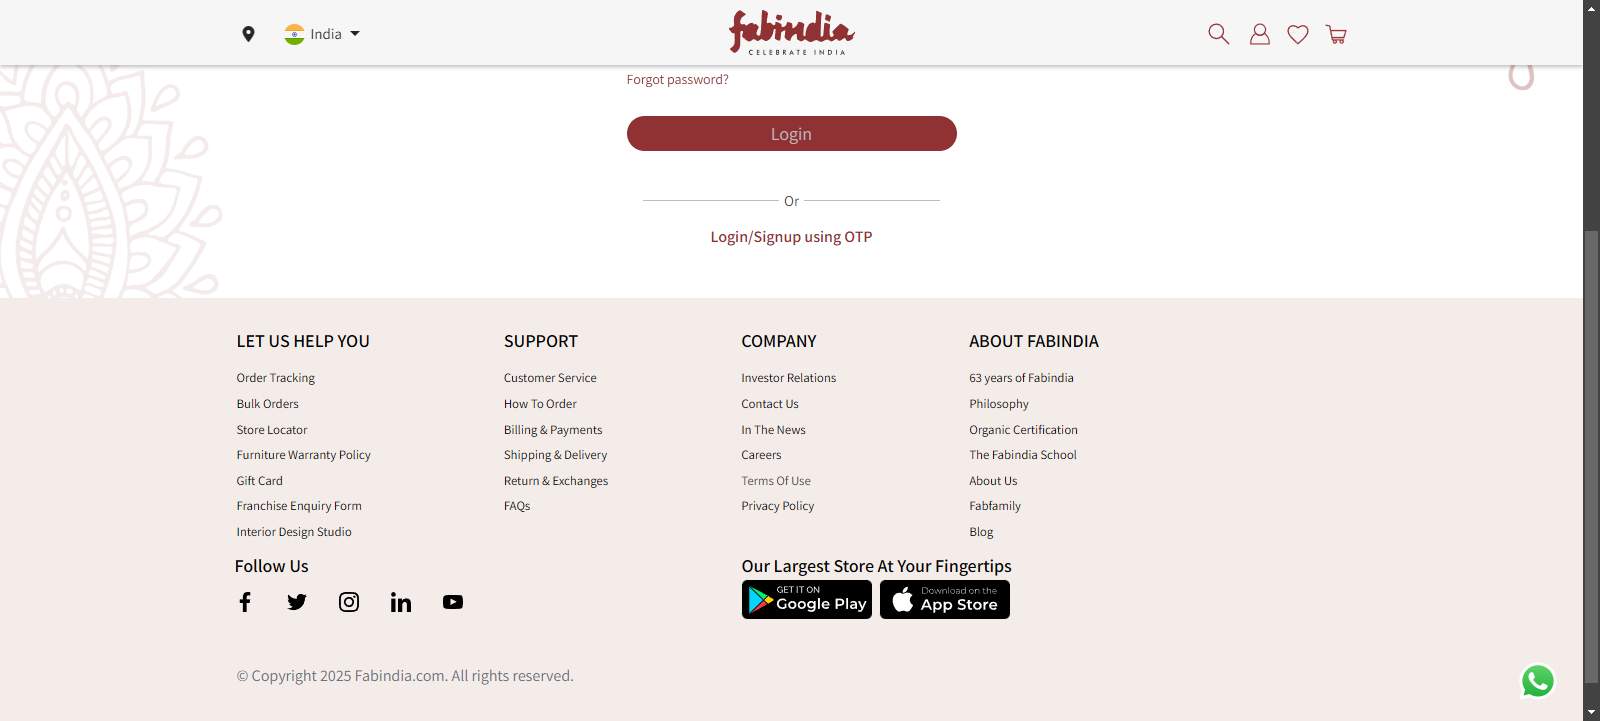 India
fabindia
CELEBRATE INDIA
Forgot password?
Login
Or
Login/Signup using OTP
LET US HELP YOU
Order Tracking
Bulk Orders
Store Locator
Furniture Warranty Policy
Gift Card
Franchise Enquiry Form
Interior Design Studio
SUPPORT
Customer Service
How To Order
Billing & Payments
Shipping & Delivery
Return & Exchanges
FAQs
COMPANY
Investor Relations
Contact Us
In The News
Careers
Terms Of Use
Privacy Policy
ABOUT FABINDIA
63 years of Fabindia
Philosophy
Organic Certification
The Fabindia School
About Us
Fabfamily
Blog
Follow Us
Our Largest Store At Your Fingertips
GET IT ON
Google Play
Download on the
App Store
© Copyright 2025 Fabindia.com. All rights reserved.